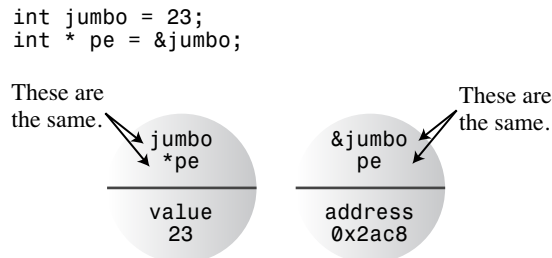 int jumbo = 23;
int * pe = &jumbo;
These are
the same.
jumbo
*pe
value
23
&jumbo
pe
address
0x2ac8
These are
the same.